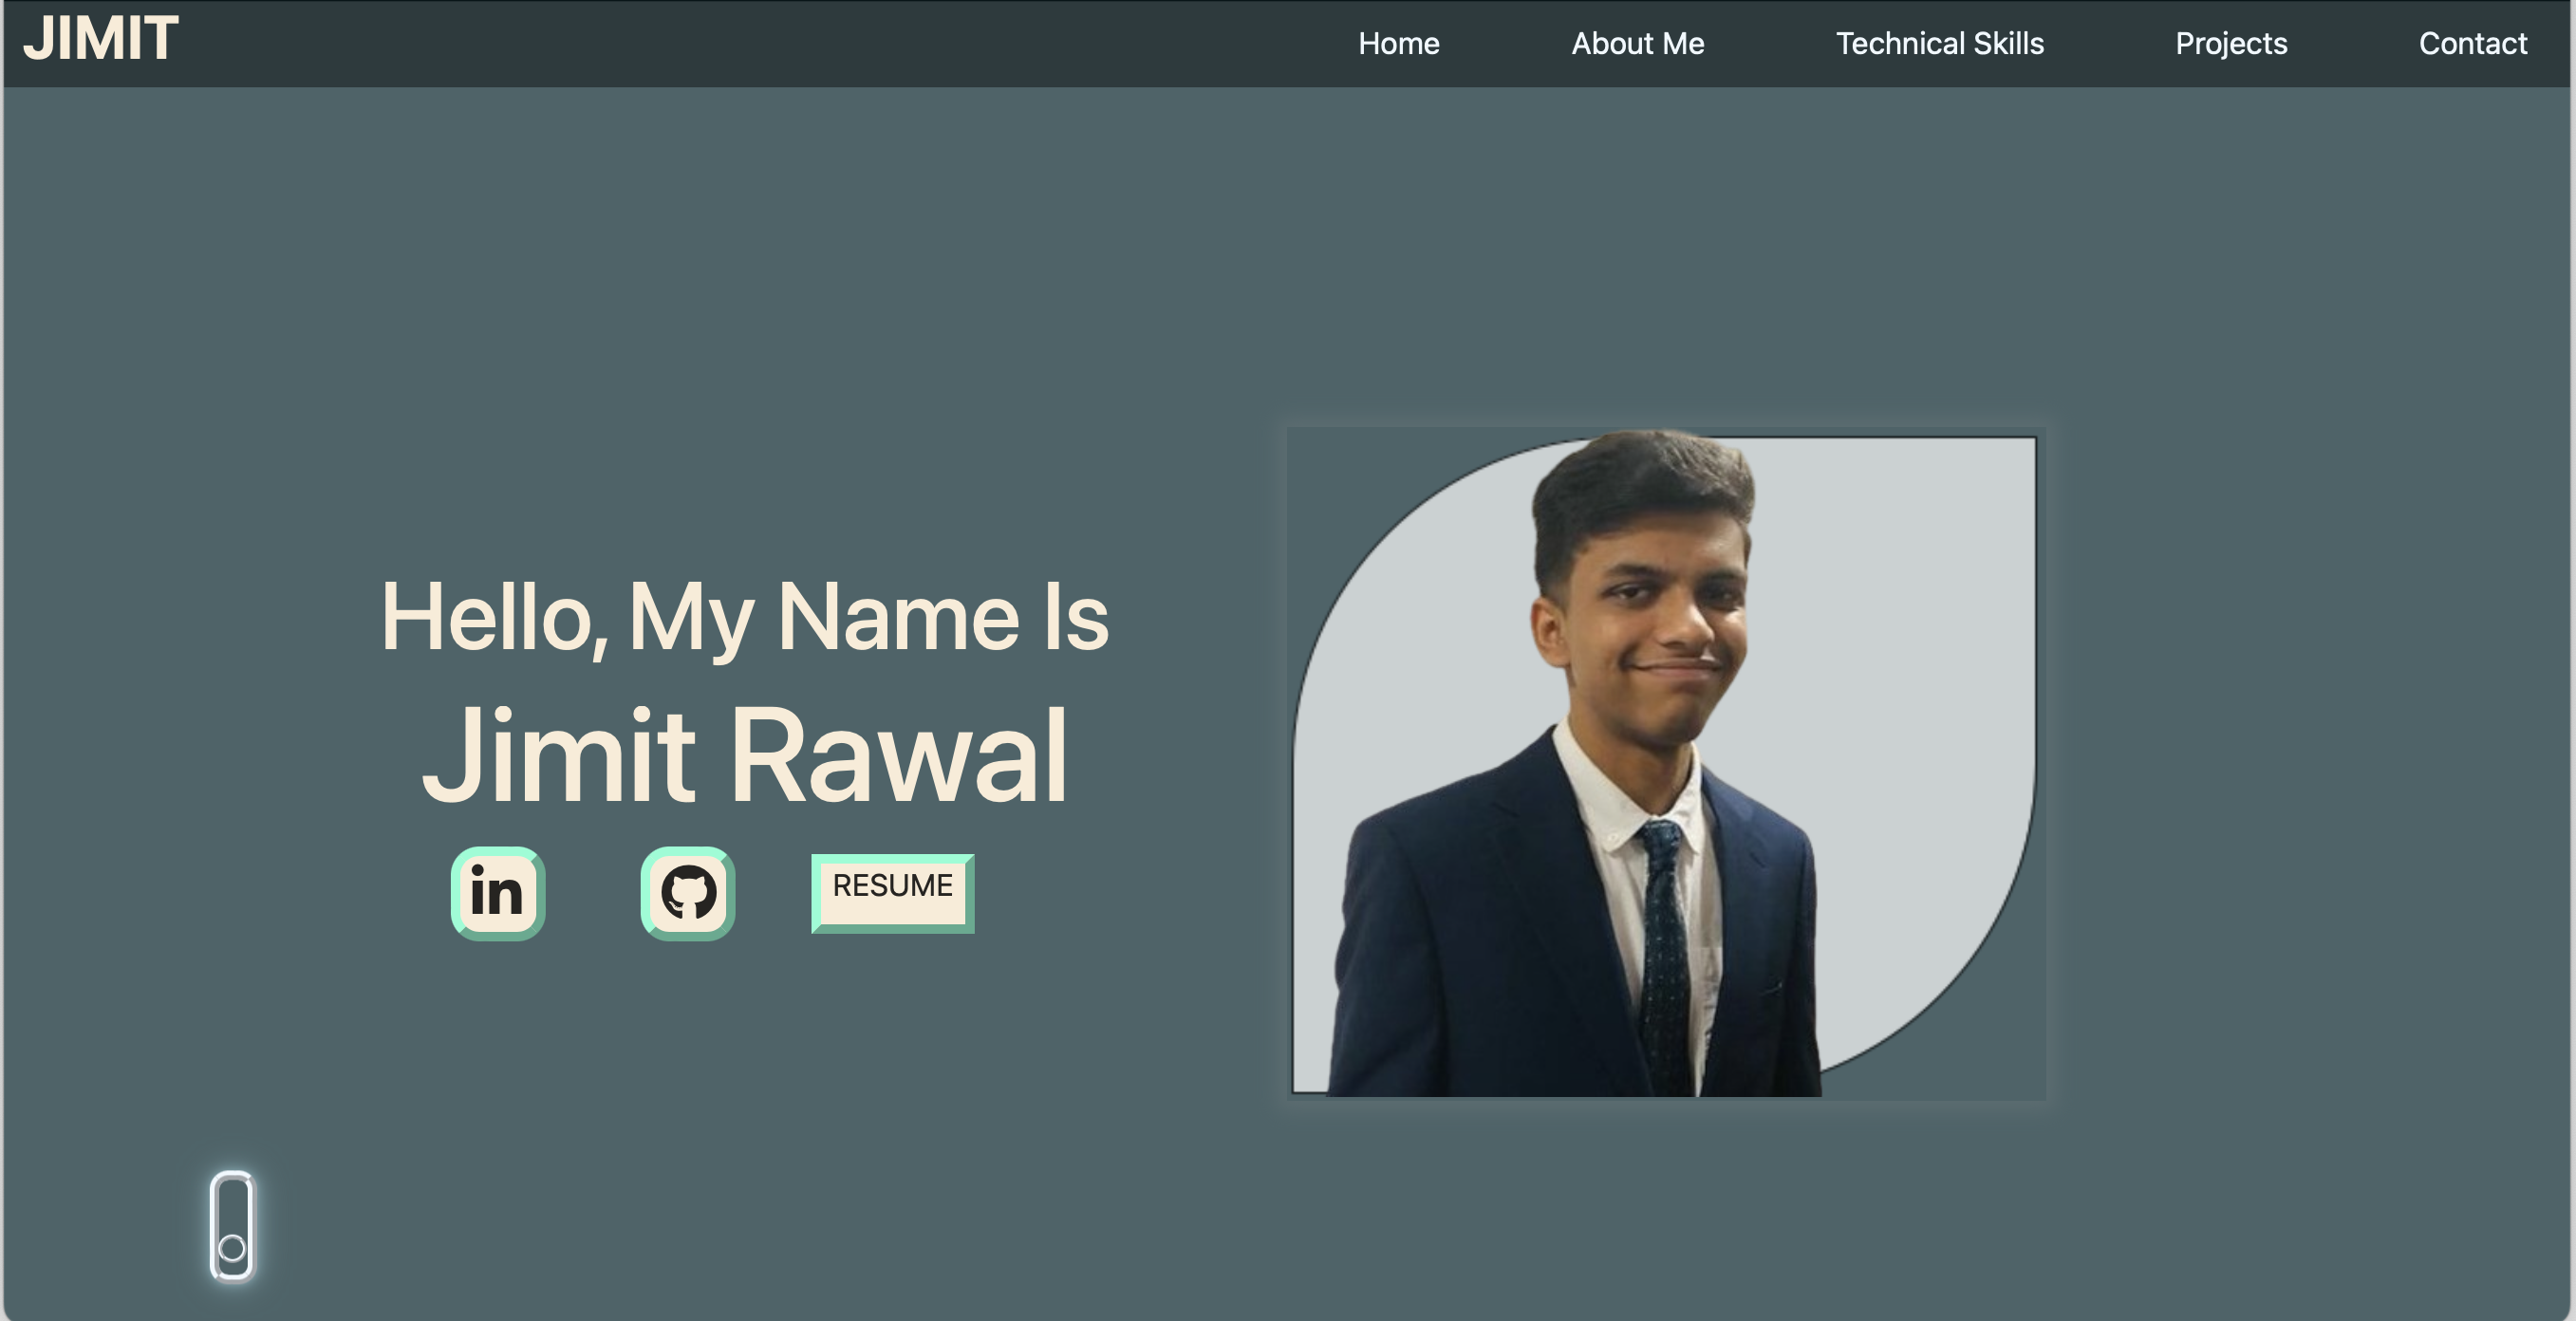 JIMIT
Home About Me Technical Skills Projects Contact
Hello, My Name Is
Jimit Rawal
in
RESUME